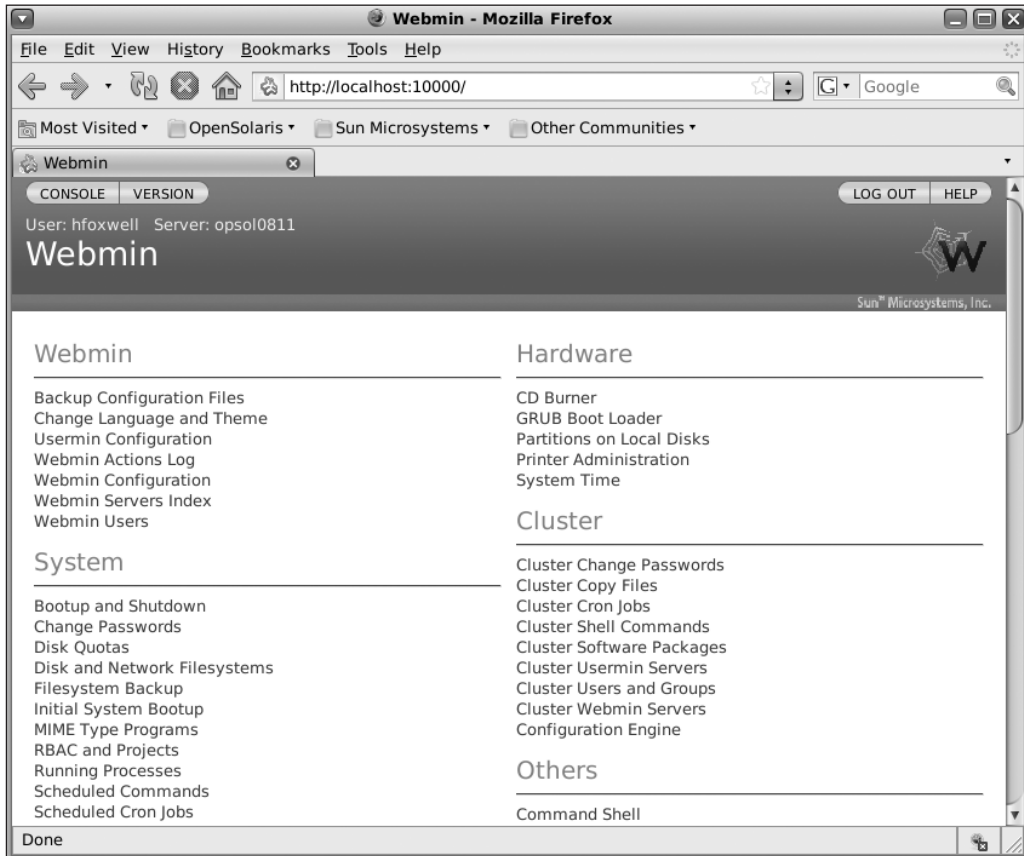 Webmin - Mozilla Firefox
File Edit View History Bookmarks Tools Help
http://localhost:10000/
G Google
Most Visited OpenSolaris Sun Microsystems Other Communities
Webmin
CONSOLE VERSION LOG OUT HELP
User: hfoxwell Server: opsol0811
Webmin
W
Sun™ Microsystems, Inc.
Webmin
Backup Configuration Files
Change Language and Theme
Usermin Configuration
Webmin Actions Log
Webmin Configuration
Webmin Servers Index
Webmin Users
System
Bootup and Shutdown
Change Passwords
Disk Quotas
Disk and Network Filesystems
Filesystem Backup
Initial System Bootup
MIME Type Programs
RBAC and Projects
Running Processes
Scheduled Commands
Scheduled Cron Jobs
Hardware
CD Burner
GRUB Boot Loader
Partitions on Local Disks
Printer Administration
System Time
Cluster
Cluster Change Passwords
Cluster Copy Files
Cluster Cron Jobs
Cluster Shell Commands
Cluster Software Packages
Cluster Usermin Servers
Cluster Users and Groups
Cluster Webmin Servers
Configuration Engine
Others
Command Shell
Done